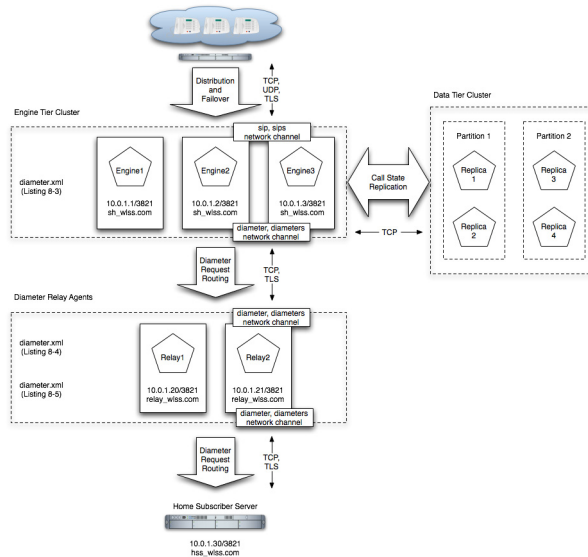 Distribution
and
Failover
TCP,
UDP,
TLS
Engine Tier Cluster
sip, sips
network channel
Engine1
Engine2
Engine3
diameter.xml
(Listing 8-3)
10.0.1.1/3821
sh_wlss.com
10.0.1.2/3821
sh_wlss.com
10.0.1.3/3821
sh_wlss.com
diameter, diameters
network channel
Call State
Replication
TCP
Data Tier Cluster
Partition 1
Partition 2
Replica
1
Replica
3
Replica
2
Replica
4
Diameter
Request
Routing
TCP,
TLS
Diameter Relay Agents
diameter, diameters
network channel
diameter.xml
(Listing 8-4)
diameter.xml
(Listing 8-5)
Relay1
Relay2
10.0.1.20/3821
relay_wlss.com
10.0.1.21/3821
relay_wlss.com
diameter, diameters
network channel
Diameter
Request
Routing
TCP,
TLS
Home Subscriber Server
10.0.1.30/3821
hss_wlss.com